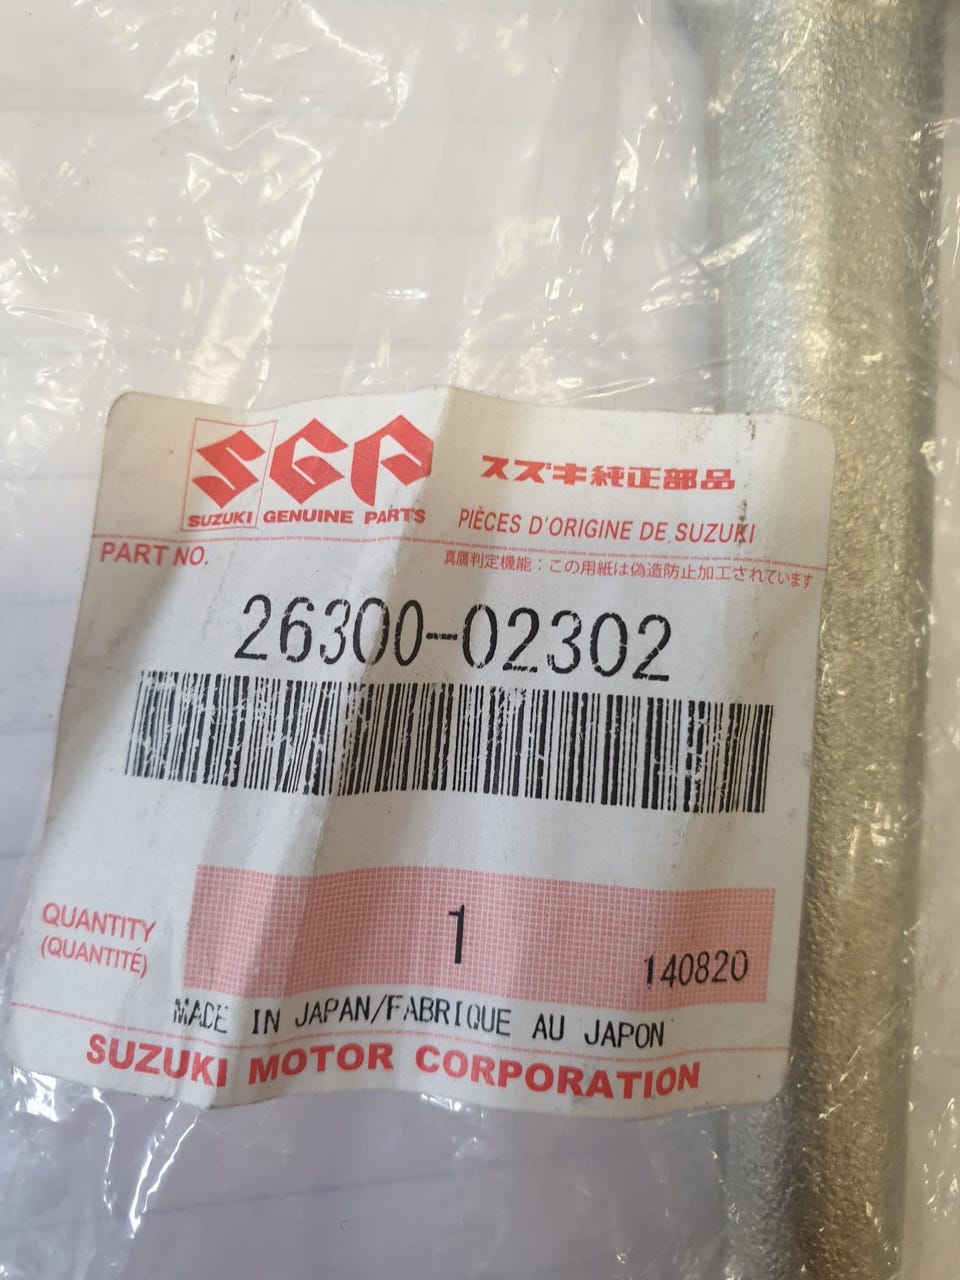 SGP
SUZUKI GENUINE PARTS
スズキ純正部品
PIÈCES D'ORIGINE DE SUZUKI
PART NO.
真贋判定機能：この用紙は偽造防止加工されています
26300-02302
QUANTITY
(QUANTITÉ)
1
140820
MADE IN JAPAN/FABRIQUE AU JAPON
SUZUKI MOTOR CORPORATION